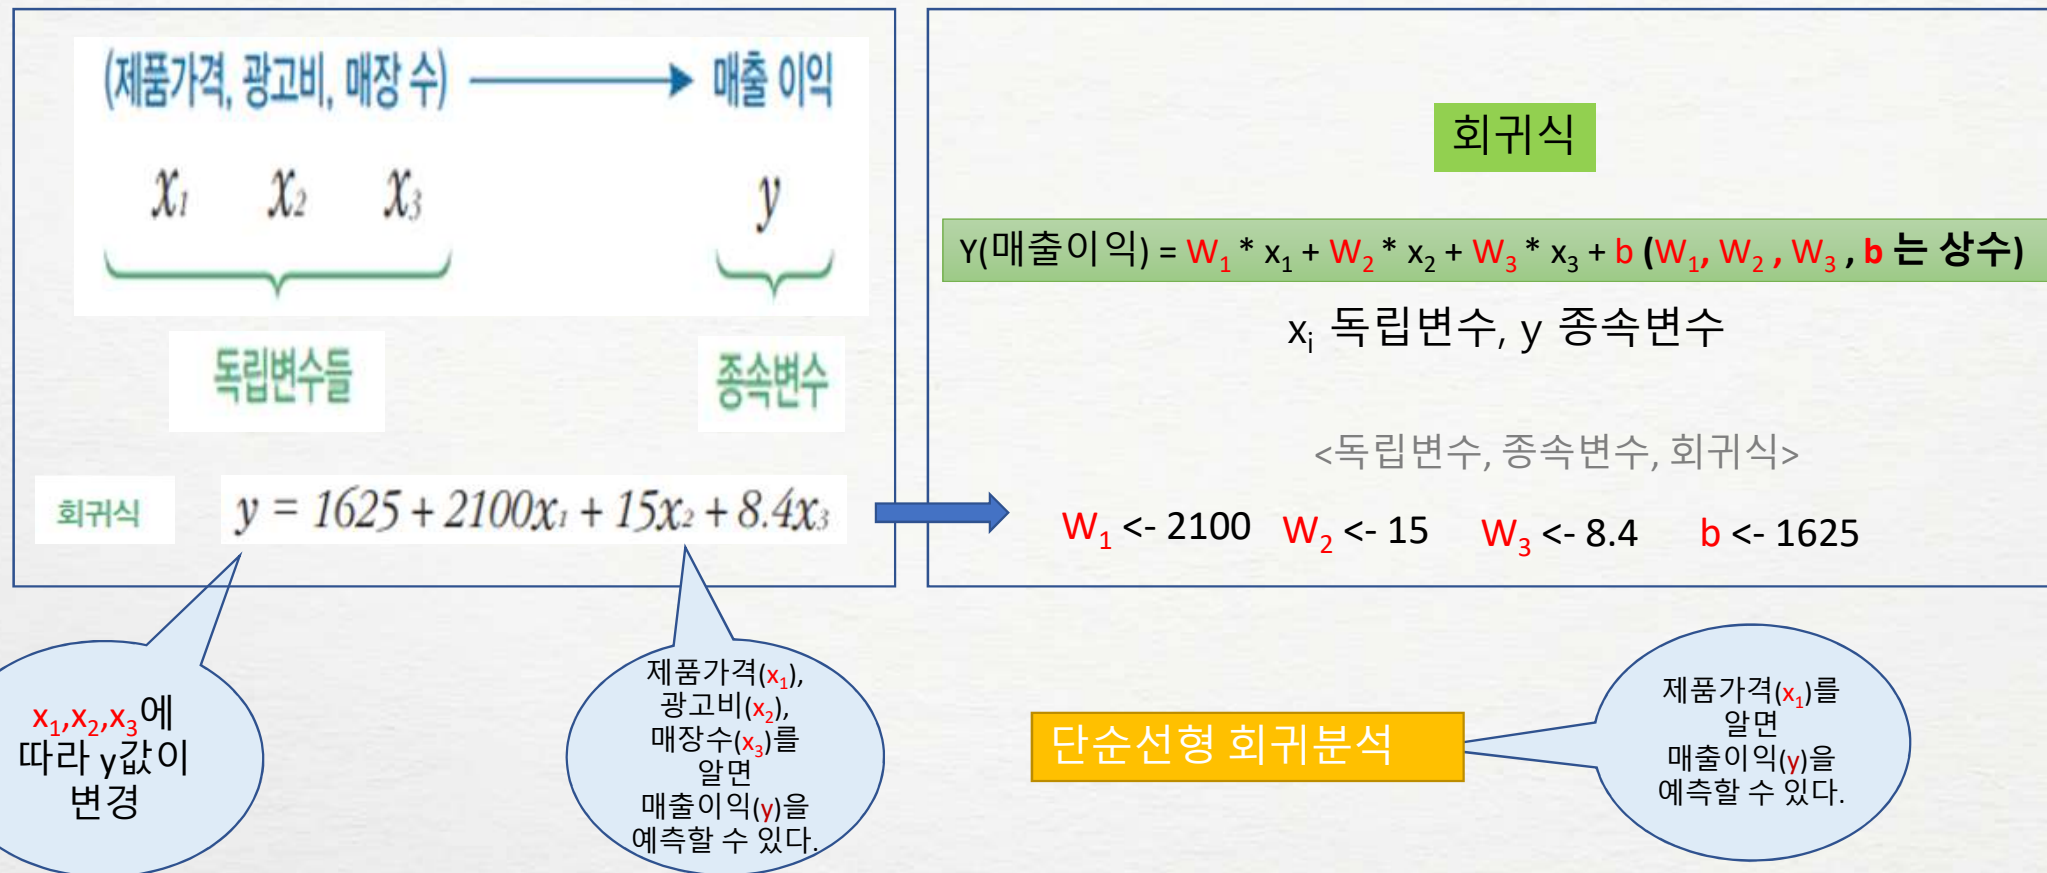 (제품가격, 광고비, 매장 수) → 매출 이익
x₁ x₂ x₃ y
독립변수들 종속변수
회귀식 y = 1625 + 2100x₁ + 15x₂ + 8.4x₃
x₁,x₂,x₃에
따라 y값이
변경
제품가격(x₁),
광고비(x₂),
매장수(x₃)를
알면
매출이익(y)을
예측할 수 있다.
회귀식
Y(매출이익) = W₁ * x₁ + W₂ * x₂ + W₃ * x₃ + b (W₁, W₂ , W₃ , b 는 상수)
xᵢ 독립변수, y 종속변수
<독립변수, 종속변수, 회귀식>
W₁ <- 2100 W₂ <- 15 W₃ <- 8.4 b <- 1625
단순선형 회귀분석
제품가격(x₁)를
알면
매출이익(y)을
예측할 수 있다.